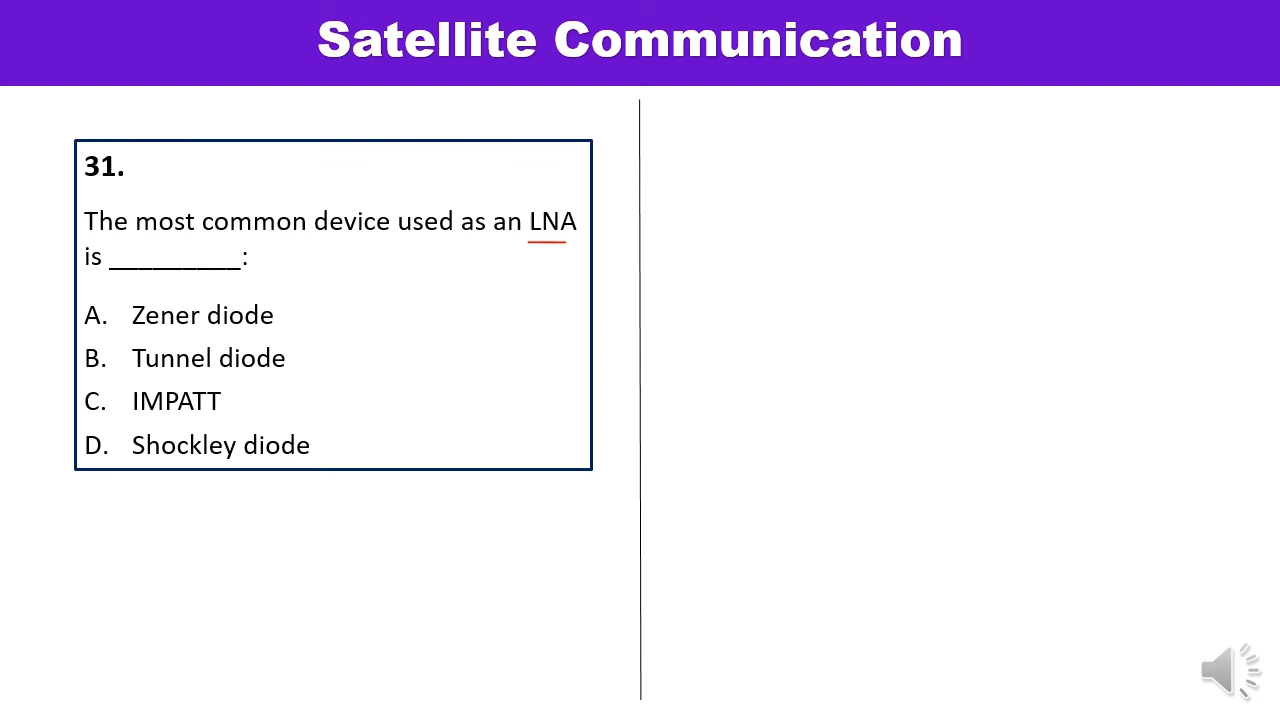 Satellite Communication
31.
The most common device used as an LNA
is _________:
A. Zener diode
B. Tunnel diode
C. IMPATT
D. Shockley diode